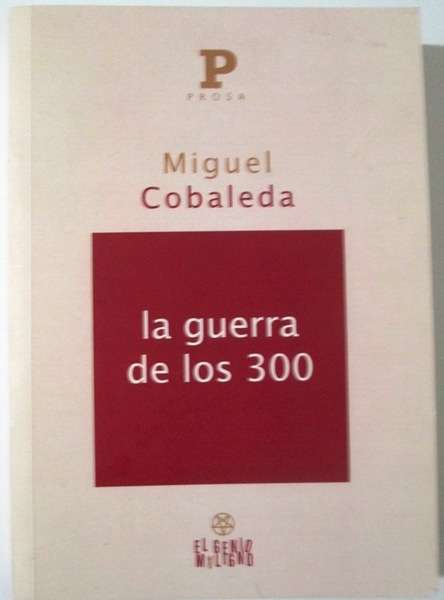 P
PROSA
Miguel
Cobaleda
la guerra
de los 300
EL GENIO
MALIGNO